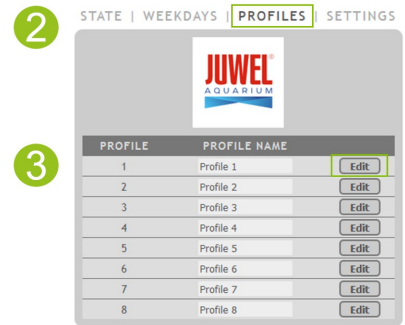 2 STATE | WEEKDAYS | PROFILES | SETTINGS
JUWEL
AQUARIUM
PROFILE PROFILE NAME
3 1 Profile 1 Edit
2 Profile 2 Edit
3 Profile 3 Edit
4 Profile 4 Edit
5 Profile 5 Edit
6 Profile 6 Edit
7 Profile 7 Edit
8 Profile 8 Edit